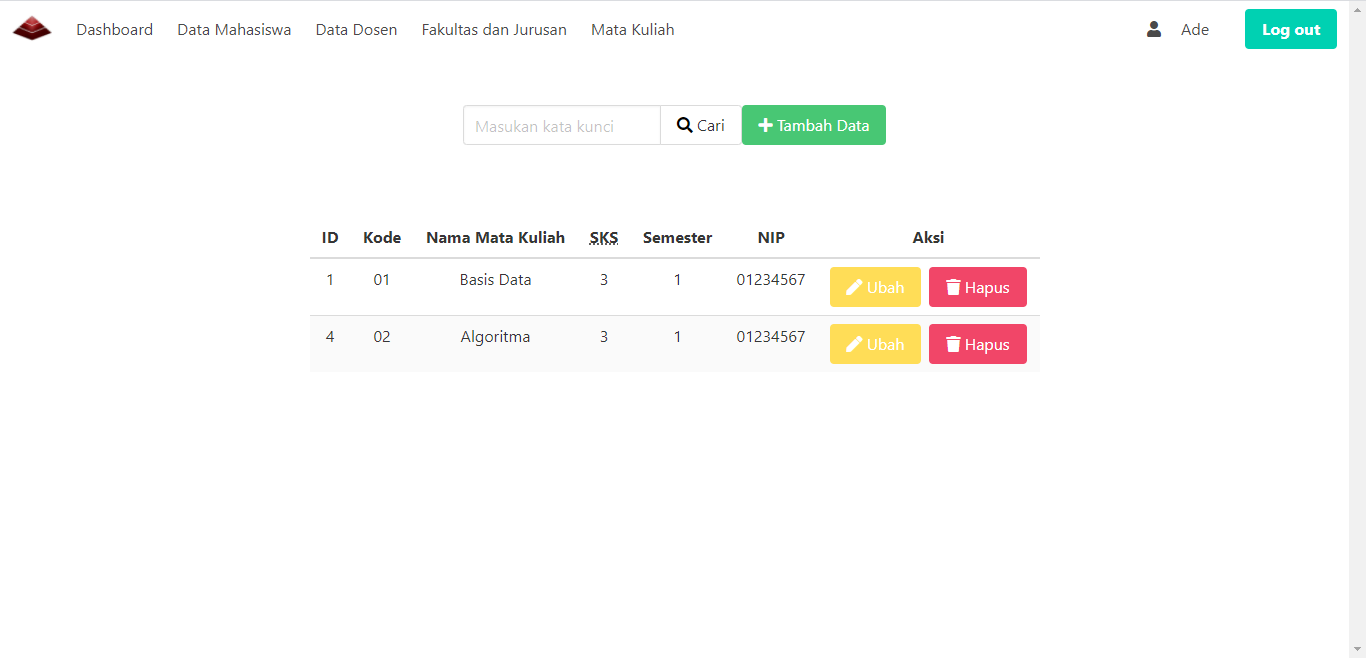 Dashboard Data Mahasiswa Data Dosen Fakultas dan Jurusan Mata Kuliah Ade Log out
Masukan kata kunci Cari Tambah Data
ID Kode Nama Mata Kuliah SKS Semester NIP Aksi
1 01 Basis Data 3 1 01234567 Ubah Hapus
4 02 Algoritma 3 1 01234567 Ubah Hapus